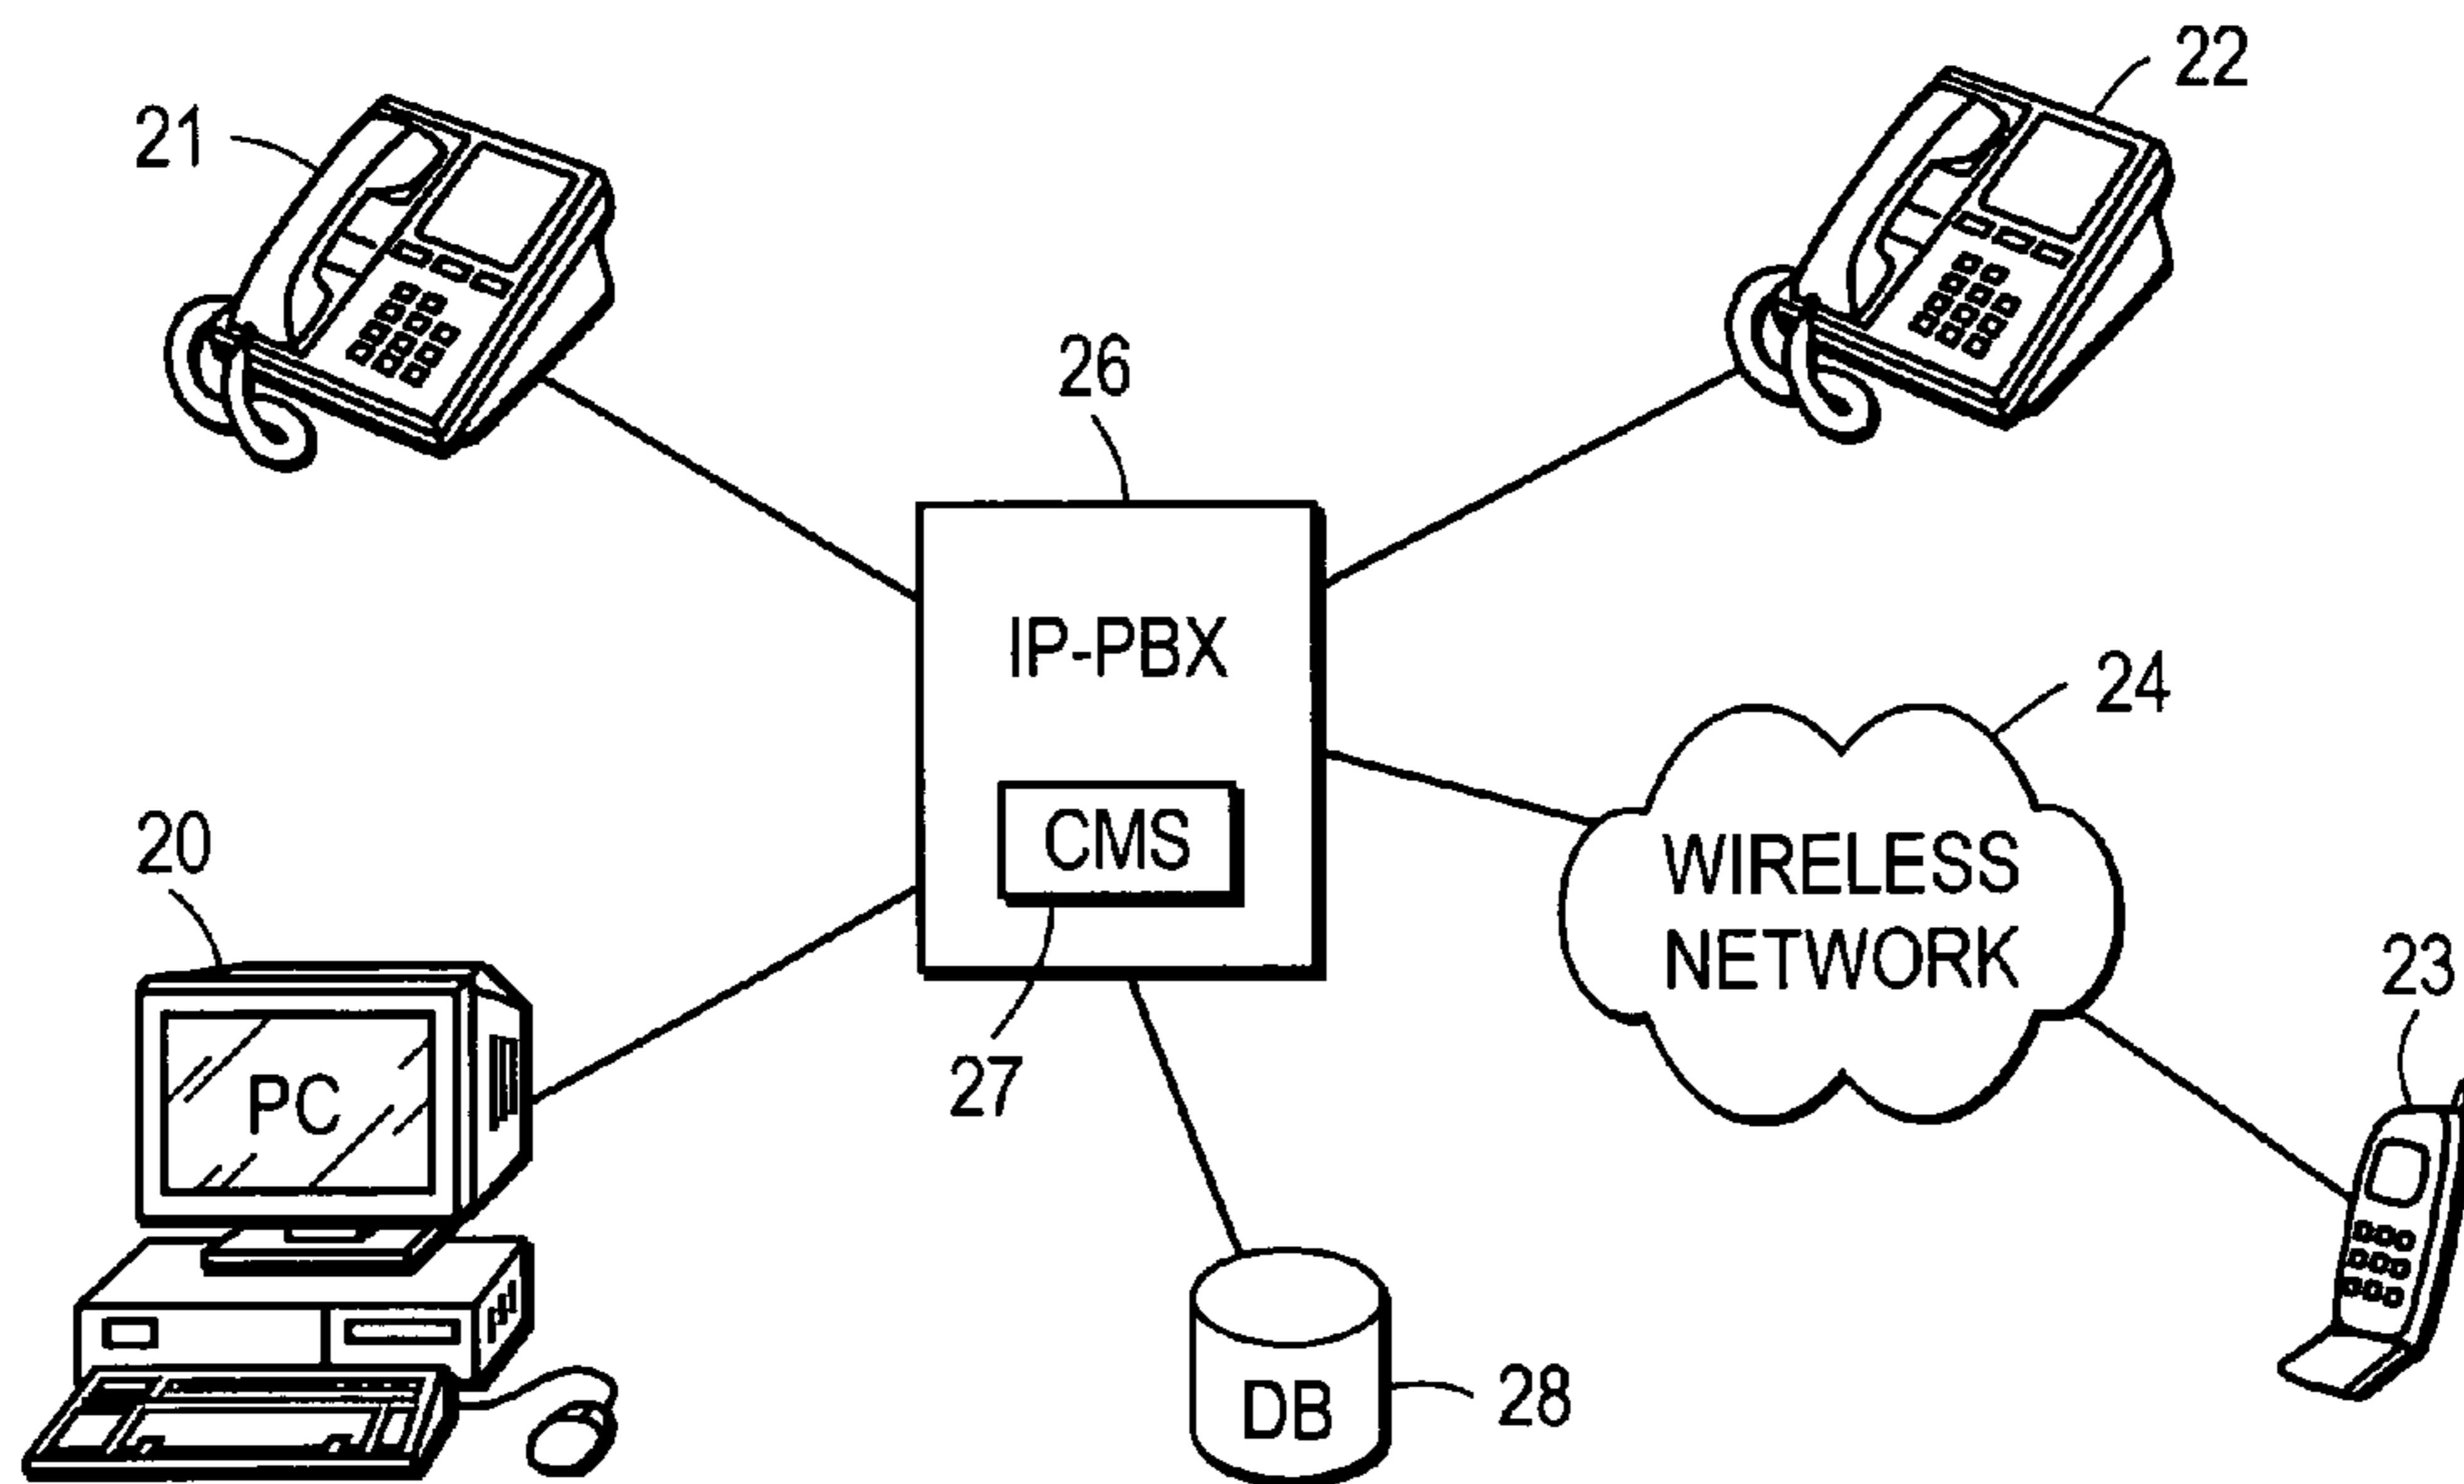 22
21
26
IP-PBX
24
CMS
20
WIRELESS
NETWORK
23
27
PC
28
DB